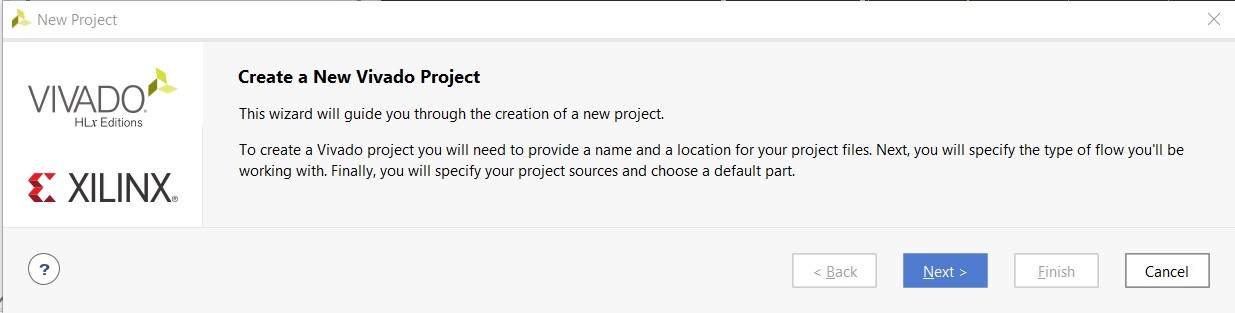 New Project
VIVADO
HLx Editions
XILINX®
Create a New Vivado Project
This wizard will guide you through the creation of a new project.
To create a Vivado project you will need to provide a name and a location for your project files. Next, you will specify the type of flow you'll be
working with. Finally, you will specify your project sources and choose a default part.
?
< Back
Next >
Finish
Cancel